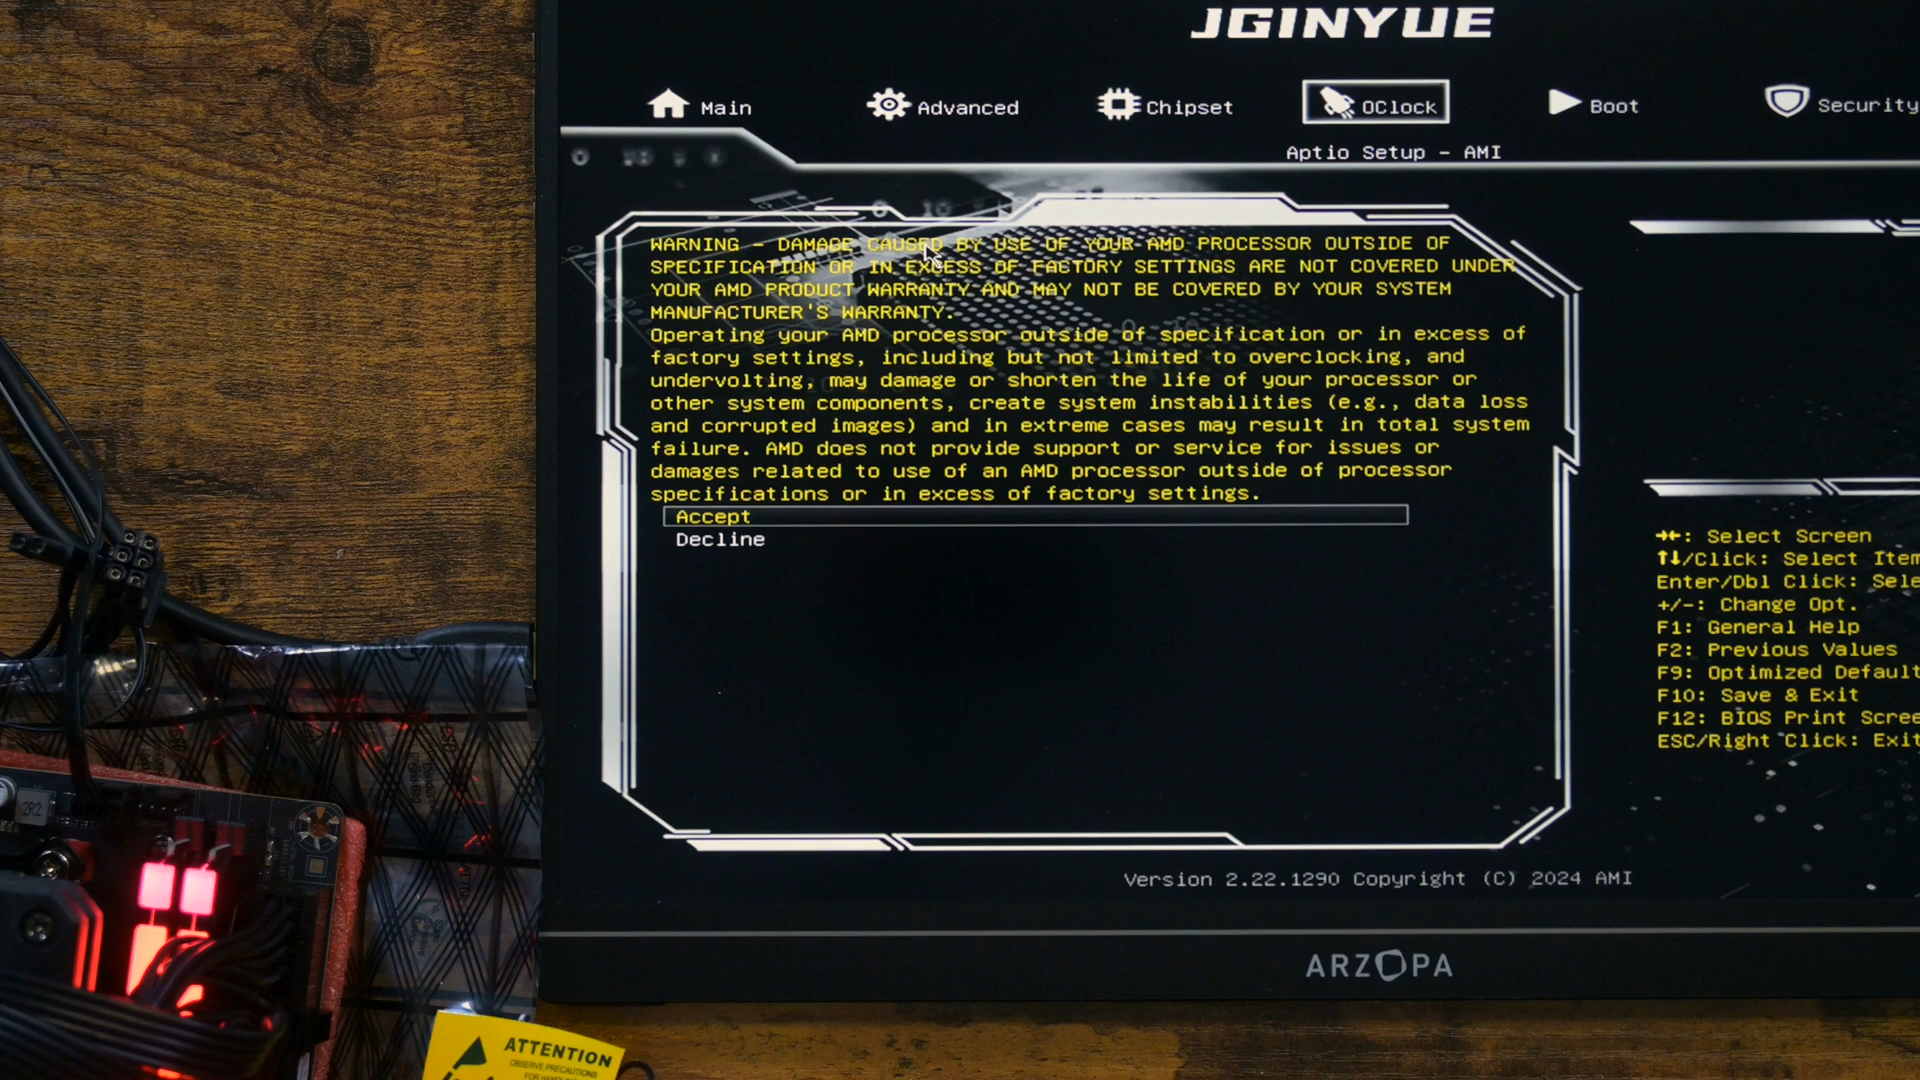 JGINYUE
Main Advanced Chipset OClock Boot Security
Aptio Setup - AMI
WARNING - DAMAGE CAUSED BY USE OF YOUR AMD PROCESSOR OUTSIDE OF
SPECIFICATION OR IN EXCESS OF FACTORY SETTINGS ARE NOT COVERED UNDER
YOUR AMD PRODUCT WARRANTY AND MAY NOT BE COVERED BY YOUR SYSTEM
MANUFACTURER'S WARRANTY.
Operating your AMD processor outside of specification or in excess of
factory settings, including but not limited to overclocking, and
undervolting, may damage or shorten the life of your processor or
other system components, create system instabilities (e.g., data loss
and corrupted images) and in extreme cases may result in total system
failure. AMD does not provide support or service for issues or
damages related to use of an AMD processor outside of processor
specifications or in excess of factory settings.
Accept
Decline
→←: Select Screen
↑↓/Click: Select Item
Enter/Dbl Click: Sele
+/-: Change Opt.
F1: General Help
F2: Previous Values
F9: Optimized Default
F10: Save & Exit
F12: BIOS Print Scree
ESC/Right Click: Exit
Version 2.22.1290 Copyright (C) 2024 AMI
ARZOPA
2R2
ATTENTION
OBSERVE PRECAUTIONS